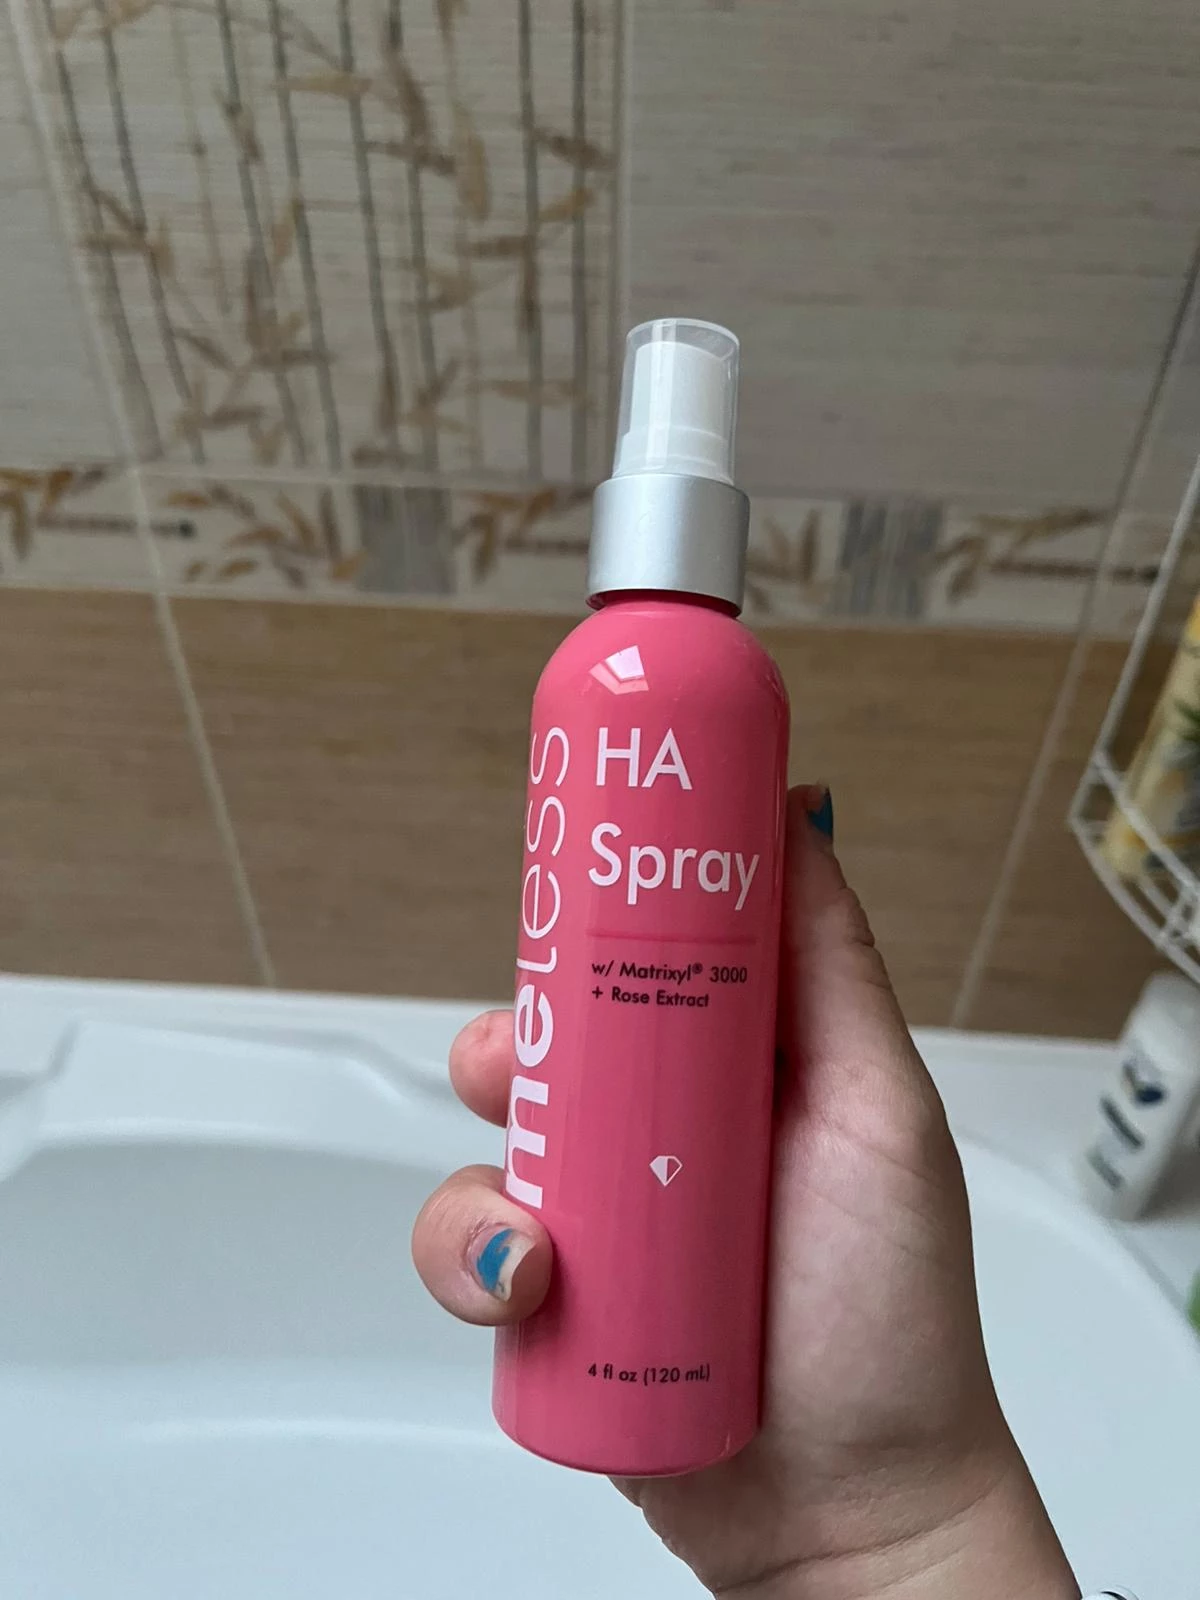 meless
HA
Spray
w/ Matrixyl® 3000
+ Rose Extract
4 fl oz (120 mL)